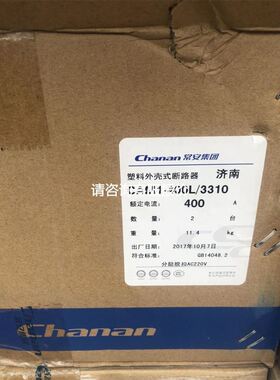 Chanan 常安集团
塑料外壳式断路器 济南
CAM1-400L/3310
额定电流: 400 A
数 量: 2 台
重 量: 11.4 kg
出厂日期: 2017年10月7日
符合标准: GB14048.2
分励脱扣AC220V
Chanan